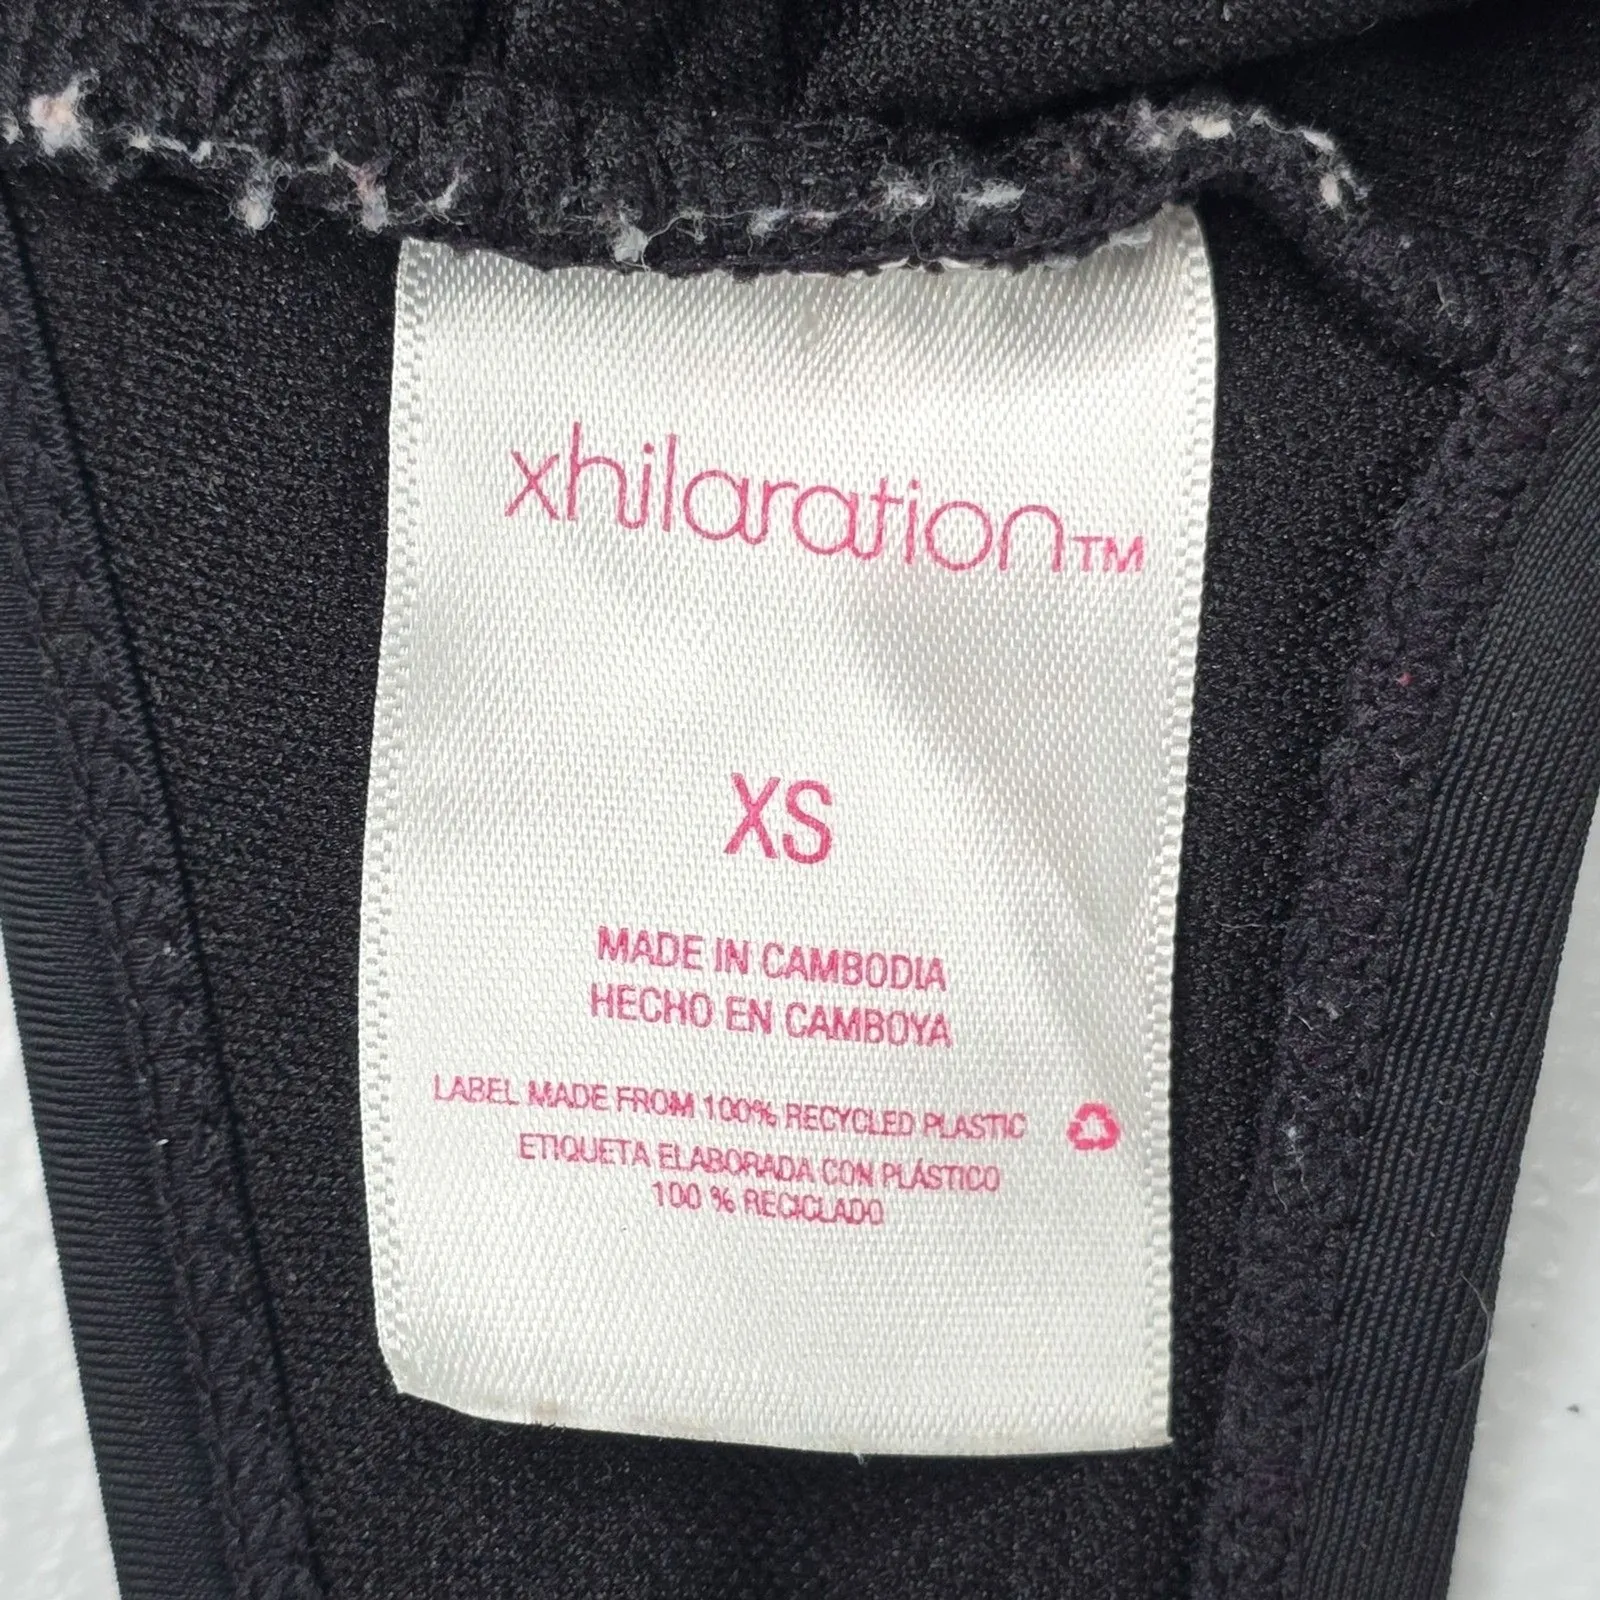 xhilaration™
XS
MADE IN CAMBODIA
HECHO EN CAMBOYA
LABEL MADE FROM 100% RECYCLED PLASTIC
ETIQUETA ELABORADA CON PLÁSTICO
100 % RECICLADO